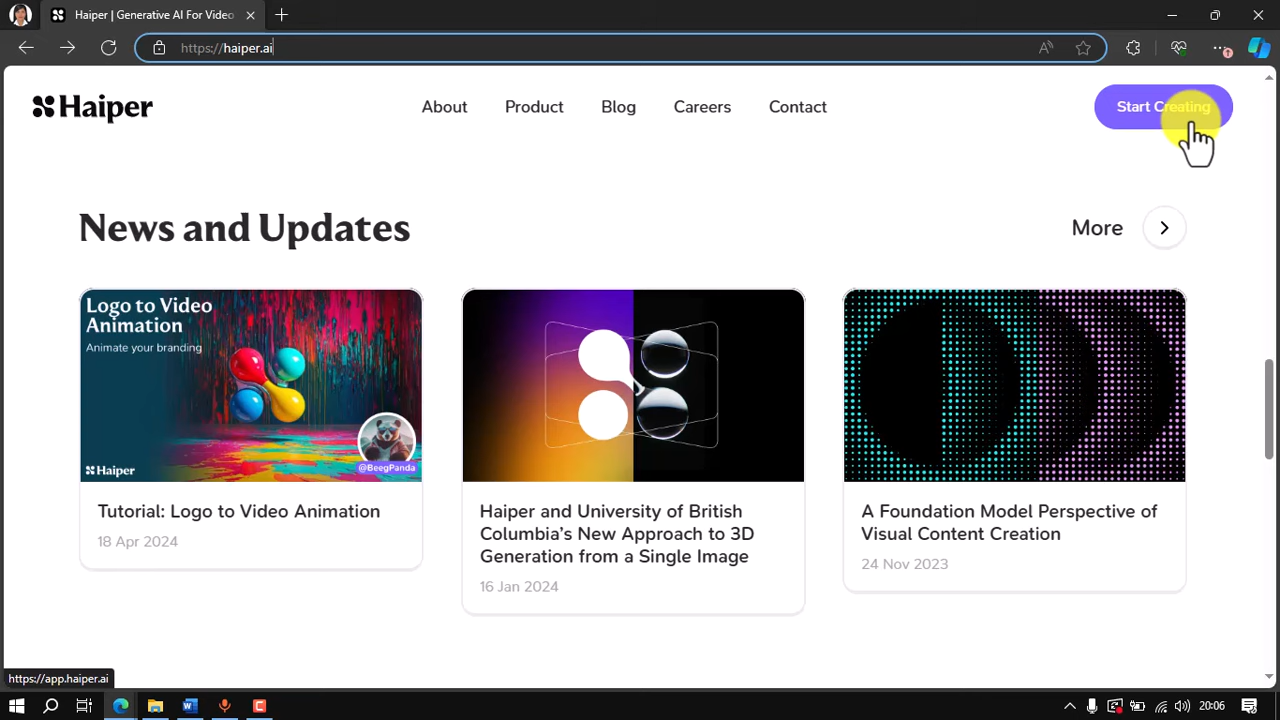 Haiper | Generative AI For Video
https://haiper.ai
Haiper
About
Product
Blog
Careers
Contact
Start Creating
News and Updates
More
Logo to Video
Animation
Animate your branding
Haiper
@BeegPanda
Tutorial: Logo to Video Animation
18 Apr 2024
Haiper and University of British
Columbia's New Approach to 3D
Generation from a Single Image
16 Jan 2024
A Foundation Model Perspective of
Visual Content Creation
24 Nov 2023
https://app.haiper.ai
20:06